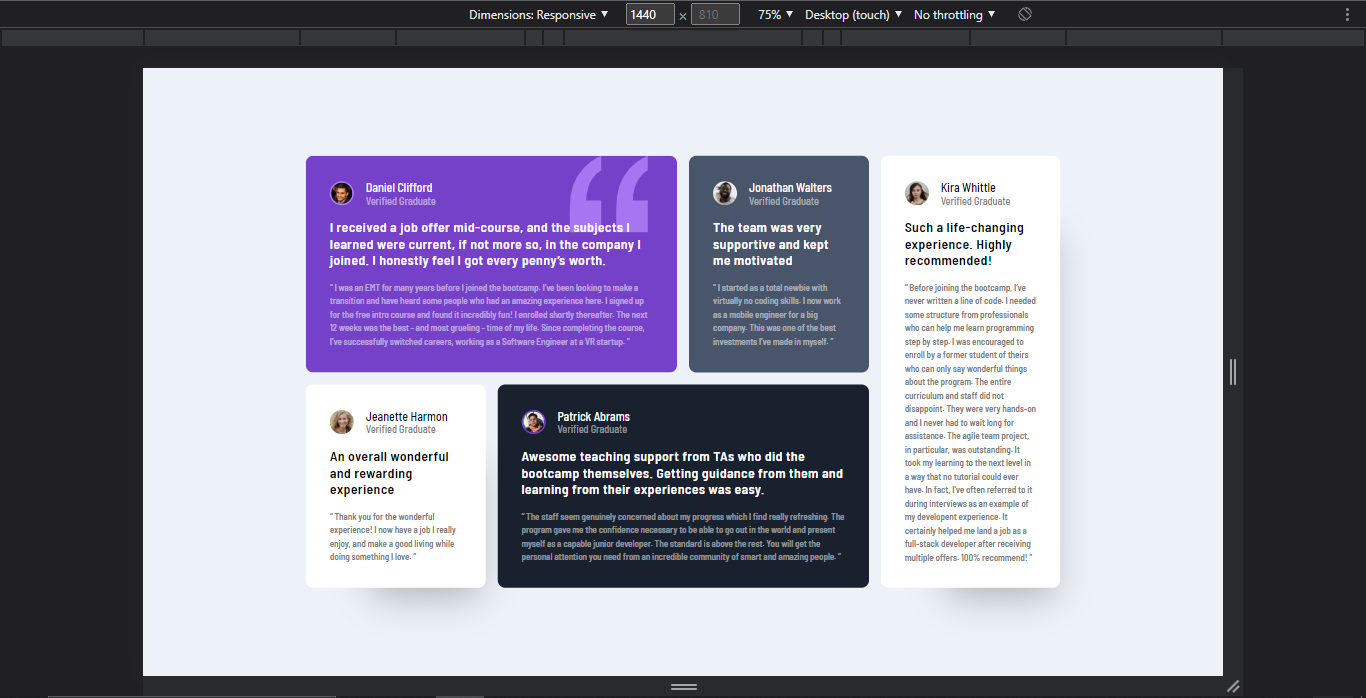 Dimensions: Responsive ▼ 1440 × 810 75% ▼ Desktop (touch) ▼ No throttling ▼
Daniel Clifford
Verified Graduate
I received a job offer mid-course, and the subjects I
learned were current, if not more so, in the company I
joined. I honestly feel I got every penny's worth.
" I was an EMT for many years before I joined the bootcamp. I've been looking to make a
transition and have heard some people who had an amazing experience here. I signed up
for the free intro course and found it incredibly fun! I enrolled shortly thereafter. The next
12 weeks was the best - and most grueling - time of my life. Since completing the course,
I've successfully switched careers, working as a Software Engineer at a VR startup. "
Jonathan Walters
Verified Graduate
The team was very
supportive and kept
me motivated
" I started as a total newbie with
virtually no coding skills. I now work
as a mobile engineer for a big
company. This was one of the best
investments I've made in myself. "
Kira Whittle
Verified Graduate
Such a life-changing
experience. Highly
recommended!
" Before joining the bootcamp, I've
never written a line of code. I needed
some structure from professionals
who can help me learn programming
step by step. I was encouraged to
enroll by a former student of theirs
who can only say wonderful things
about the program. The entire
curriculum and staff did not
disappoint. They were very hands-on
and I never had to wait long for
assistance. The agile team project,
in particular, was outstanding. It
took my learning to the next level in
a way that no tutorial could ever
have. In fact, I've often referred to it
during interviews as an example of
my developent experience. It
certainly helped me land a job as a
full-stack developer after receiving
multiple offers. 100% recommend! "
Jeanette Harmon
Verified Graduate
An overall wonderful
and rewarding
experience
" Thank you for the wonderful
experience! I now have a job I really
enjoy, and make a good living while
doing something I love. "
Patrick Abrams
Verified Graduate
Awesome teaching support from TAs who did the
bootcamp themselves. Getting guidance from them and
learning from their experiences was easy.
" The staff seem genuinely concerned about my progress which I find really refreshing. The
program gave me the confidence necessary to be able to go out in the world and present
myself as a capable junior developer. The standard is above the rest. You will get the
personal attention you need from an incredible community of smart and amazing people. "